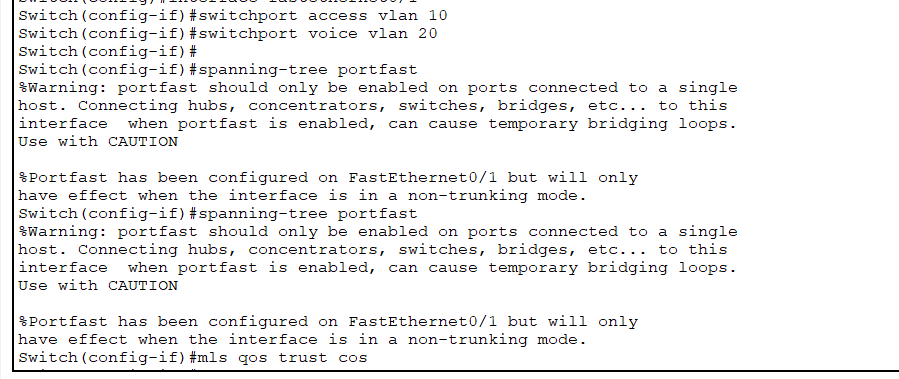 Switch(config-if)#switchport access vlan 10
Switch(config-if)#switchport voice vlan 20
Switch(config-if)#
Switch(config-if)#spanning-tree portfast
%Warning: portfast should only be enabled on ports connected to a single
host. Connecting hubs, concentrators, switches, bridges, etc... to this
interface  when portfast is enabled, can cause temporary bridging loops.
Use with CAUTION

%Portfast has been configured on FastEthernet0/1 but will only
have effect when the interface is in a non-trunking mode.
Switch(config-if)#spanning-tree portfast
%Warning: portfast should only be enabled on ports connected to a single
host. Connecting hubs, concentrators, switches, bridges, etc... to this
interface  when portfast is enabled, can cause temporary bridging loops.
Use with CAUTION

%Portfast has been configured on FastEthernet0/1 but will only
have effect when the interface is in a non-trunking mode.
Switch(config-if)#mls qos trust cos